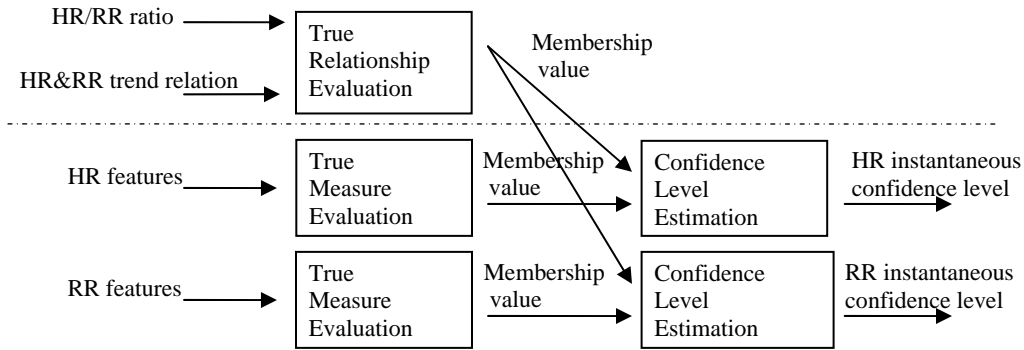 HR/RR ratio
HR&RR trend relation
True
Relationship
Evaluation
Membership
value
HR features
True
Measure
Evaluation
Membership
value
Confidence
Level
Estimation
HR instantaneous
confidence level
RR features
True
Measure
Evaluation
Membership
value
Confidence
Level
Estimation
RR instantaneous
confidence level